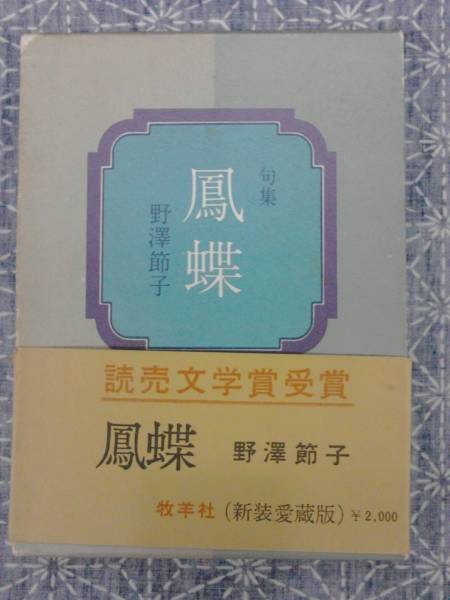 句集
鳳蝶
野澤節子
読売文学賞受賞
鳳蝶 野澤節子
牧羊社(新装愛蔵版)¥2,000